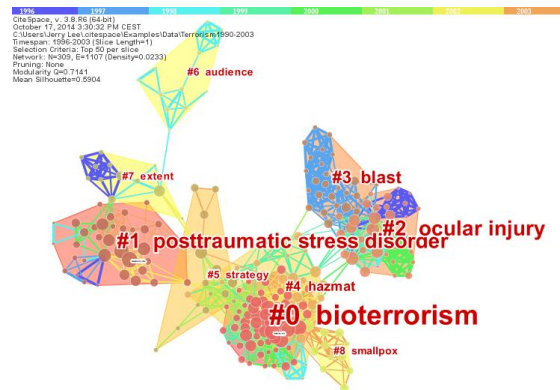 1996 1997 1998 1999 2000 2001 2002 2003
CiteSpace, v. 3.8.R6 (64-bit)
October 17, 2014 3:30:32 PM CEST
C:\Users\Jerry Lee\.citespace\Examples\Data\Terrorism1990-2003
Timespan: 1996-2003 (Slice Length=1)
Selection Criteria: Top 50 per slice
Network: N=309, E=1107 (Density=0.0233)
Pruning: None
Modularity Q=0.7141
Mean Silhouette=0.5904
#6 audience
#7 extent
#3 blast
#2 ocular injury
#1 posttraumatic stress disorder
#5 strategy
#4 hazmat
#0 bioterrorism
#8 smallpox